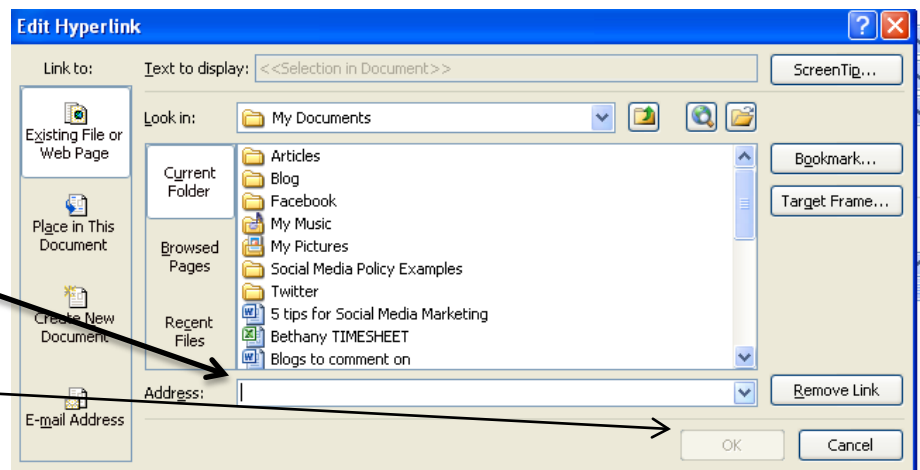 Edit Hyperlink
Link to:
Text to display: <<Selection in Document>>
ScreenTip...
Existing File or
Web Page
Look in: My Documents
Current
Folder
Articles
Blog
Facebook
My Music
My Pictures
Social Media Policy Examples
Twitter
5 tips for Social Media Marketing
Bethany TIMESHEET
Blogs to comment on
Bookmark...
Target Frame...
Place in This
Document
Browsed
Pages
Create New
Document
Recent
Files
Address:
Remove Link
E-mail Address
OK
Cancel